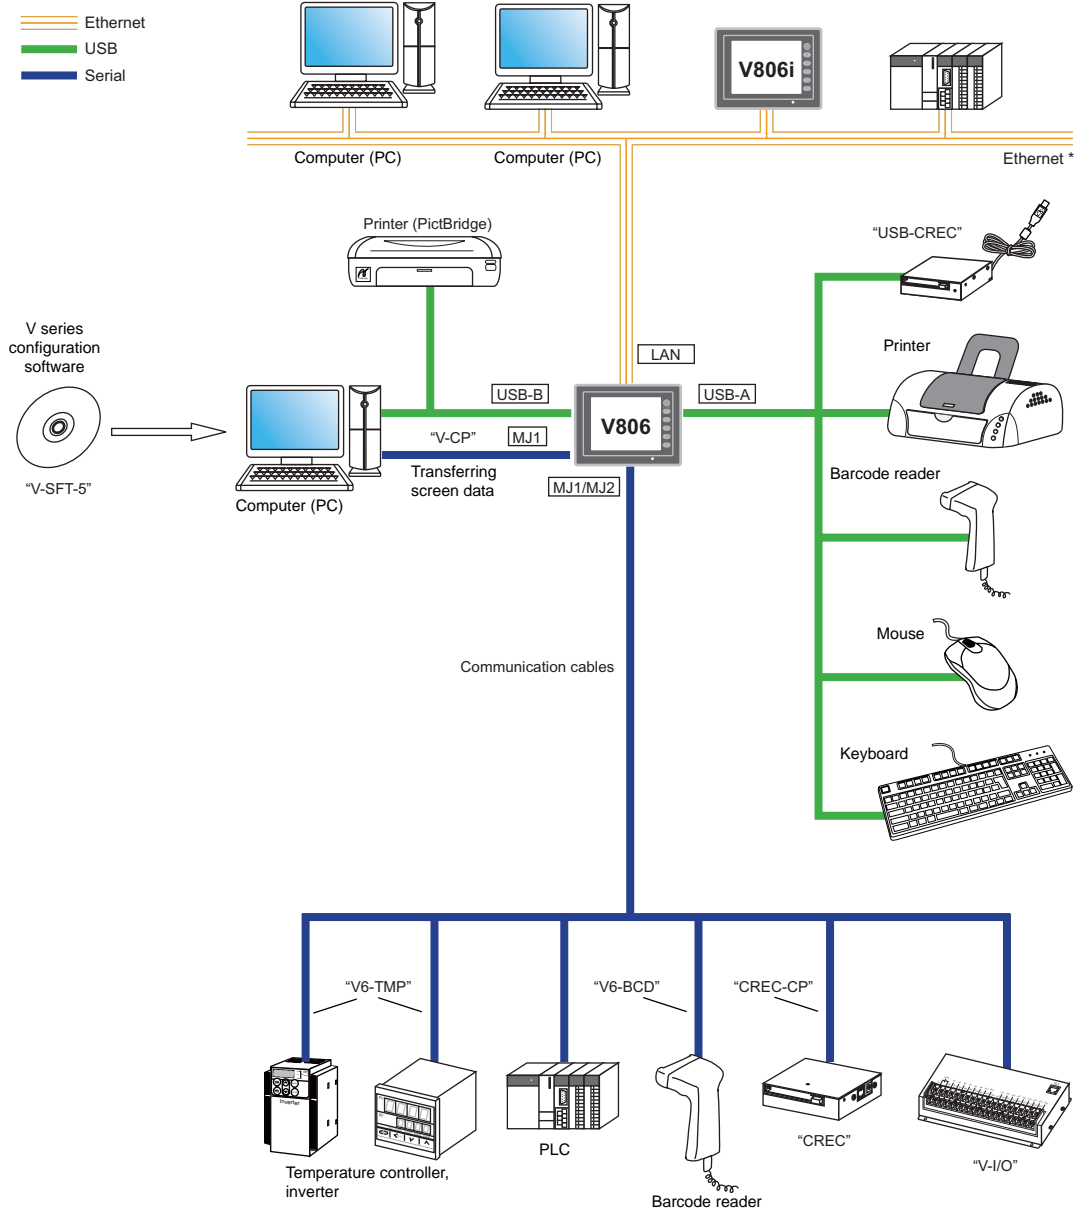 Ethernet
USB
Serial
V806i
Computer (PC)
Computer (PC)
Ethernet *
Printer (PictBridge)
“USB-CREC”
V series
configuration
software
“V-SFT-5”
LAN
Printer
USB-B
USB-A
V806
“V-CP”
MJ1
Transferring
screen data
MJ1/MJ2
Computer (PC)
Barcode reader
Mouse
Communication cables
Keyboard
“V6-TMP”
“V6-BCD”
“CREC-CP”
Inverter
Temperature controller,
inverter
PLC
Barcode reader
“CREC”
“V-I/O”